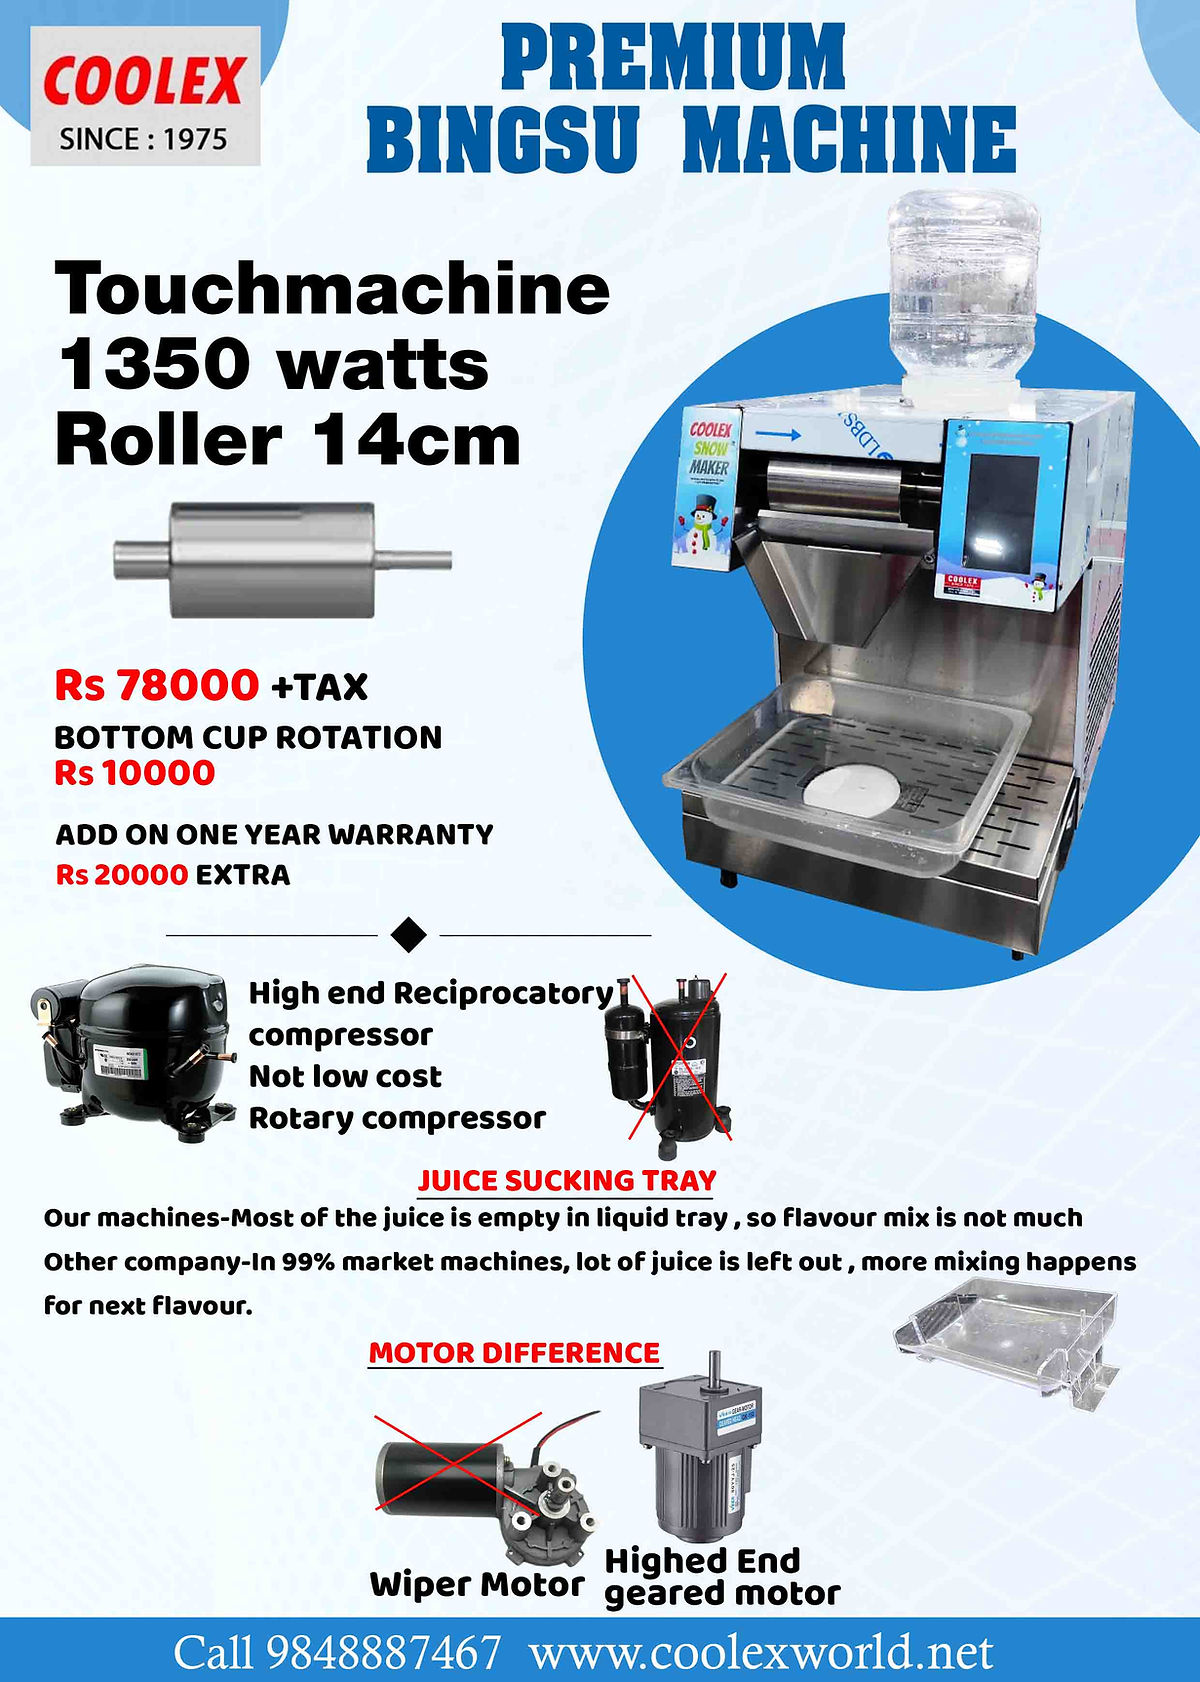 COOLEX
SINCE : 1975
PREMIUM
BINGSU MACHINE
Touchmachine
1350 watts
Roller 14cm
LDBS
COOLEX
SNOW
MAKER
COOLEX
Rs 78000 +TAX
BOTTOM CUP ROTATION
Rs 10000
ADD ON ONE YEAR WARRANTY
Rs 20000 EXTRA
High end Reciprocatory
compressor
Not low cost
Rotary compressor
JUICE SUCKING TRAY
Our machines-Most of the juice is empty in liquid tray , so flavour mix is not much
Other company-In 99% market machines, lot of juice is left out , more mixing happens
for next flavour.
MOTOR DIFFERENCE
GEAR MOTOR
Wiper Motor
Highed End
geared motor
Call 9848887467 www.coolexworld.net